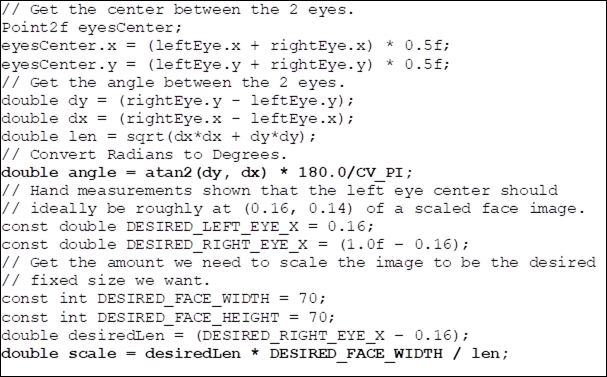 // Get the center between the 2 eyes.
Point2f eyesCenter;
eyesCenter.x = (leftEye.x + rightEye.x) * 0.5f;
eyesCenter.y = (leftEye.y + rightEye.y) * 0.5f;
// Get the angle between the 2 eyes.
double dy = (rightEye.y - leftEye.y);
double dx = (rightEye.x - leftEye.x);
double len = sqrt(dx*dx + dy*dy);
// Convert Radians to Degrees.
double angle = atan2(dy, dx) * 180.0/CV_PI;
// Hand measurements shown that the left eye center should
// ideally be roughly at (0.16, 0.14) of a scaled face image.
const double DESIRED_LEFT_EYE_X = 0.16;
const double DESIRED_RIGHT_EYE_X = (1.0f - 0.16);
// Get the amount we need to scale the image to be the desired
// fixed size we want.
const int DESIRED_FACE_WIDTH = 70;
const int DESIRED_FACE_HEIGHT = 70;
double desiredLen = (DESIRED_RIGHT_EYE_X - 0.16);
double scale = desiredLen * DESIRED_FACE_WIDTH / len;